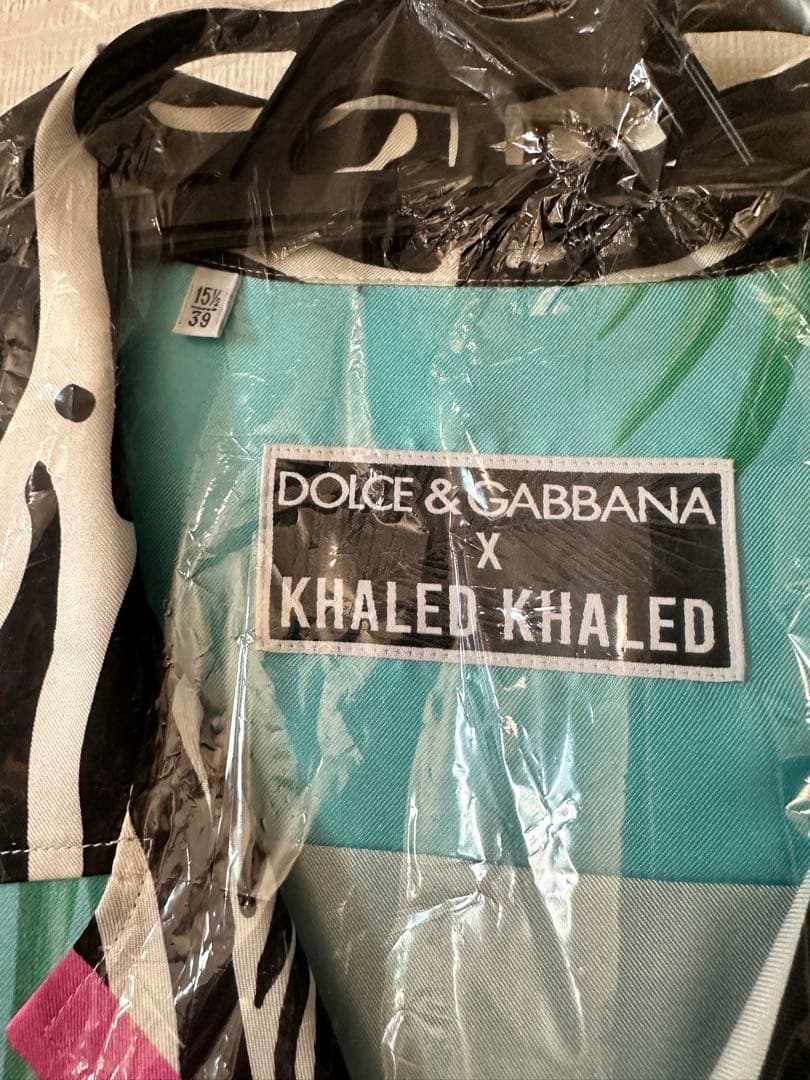 15½
39
DOLCE & GABBANA
X
KHALED KHALED